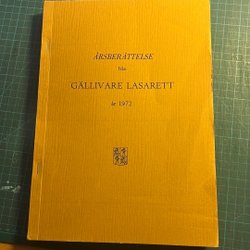 ÅRSBERÄTTELSE
från
GÄLLIVARE LASARETT
år 1972